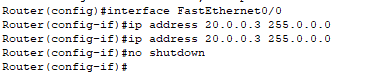 Router(config)#interface FastEthernet0/0
Router(config-if)#ip address 20.0.0.3 255.0.0.0
Router(config-if)#ip address 20.0.0.3 255.0.0.0
Router(config-if)#no shutdown
Router(config-if)#